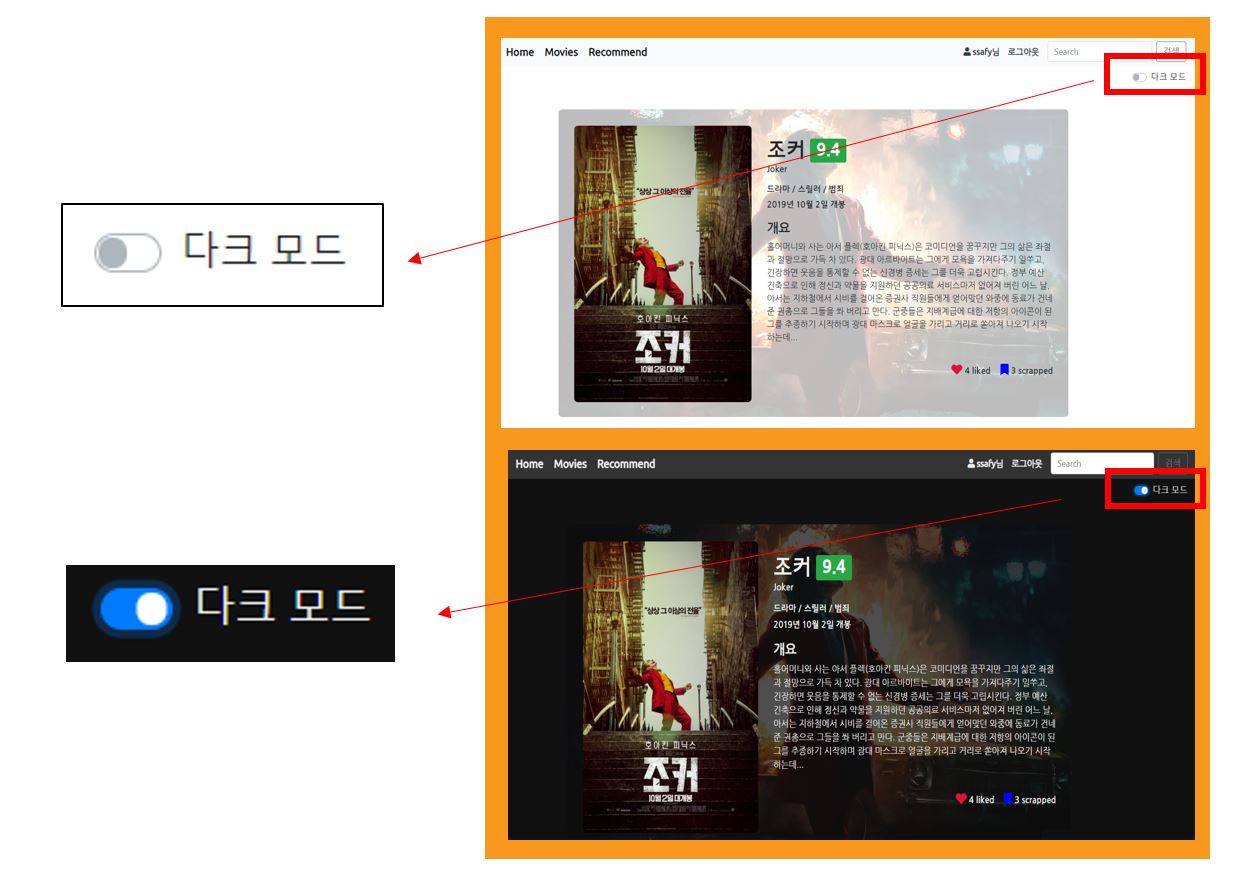 Home Movies Recommend
ssafy님 로그아웃 Search 검색
다크 모드
다크 모드
"상상 그 이상의 전율"
호아킨 피닉스
조커
10월 2일 대개봉
조커 9.4
Joker
드라마 / 스릴러 / 범죄
2019년 10월 2일 개봉
개요
홀어머니와 사는 아서 플렉(호아킨 피닉스)은 코미디언을 꿈꾸지만 그의 삶은 좌절
과 절망으로 가득 차 있다. 광대 아르바이트는 그에게 모욕을 가져다주기 일쑤고,
긴장하면 웃음을 통제할 수 없는 신경병 증세는 그를 더욱 고립시킨다. 정부 예산
긴축으로 인해 정신과 약물을 지원하던 공공의료 서비스마저 없어져 버린 어느 날,
아서는 지하철에서 시비를 걸어온 증권사 직원들에게 얻어맞던 와중에 동료가 건네
준 권총으로 그들을 쏴 버리고 만다. 군중들은 지배계급에 대한 저항의 아이콘이 된
그를 추종하기 시작하며 광대 마스크로 얼굴을 가리고 거리로 쏟아져 나오기 시작
하는데...
4 liked 3 scrapped
Home Movies Recommend
ssafy님 로그아웃 Search 검색
다크 모드
다크 모드
"상상 그 이상의 전율"
호아킨 피닉스
조커
10월 2일 대개봉
조커 9.4
Joker
드라마 / 스릴러 / 범죄
2019년 10월 2일 개봉
개요
홀어머니와 사는 아서 플렉(호아킨 피닉스)은 코미디언을 꿈꾸지만 그의 삶은 좌절
과 절망으로 가득 차 있다. 광대 아르바이트는 그에게 모욕을 가져다주기 일쑤고,
긴장하면 웃음을 통제할 수 없는 신경병 증세는 그를 더욱 고립시킨다. 정부 예산
긴축으로 인해 정신과 약물을 지원하던 공공의료 서비스마저 없어져 버린 어느 날,
아서는 지하철에서 시비를 걸어온 증권사 직원들에게 얻어맞던 와중에 동료가 건네
준 권총으로 그들을 쏴 버리고 만다. 군중들은 지배계급에 대한 저항의 아이콘이 된
그를 추종하기 시작하며 광대 마스크로 얼굴을 가리고 거리로 쏟아져 나오기 시작
하는데...
4 liked 3 scrapped